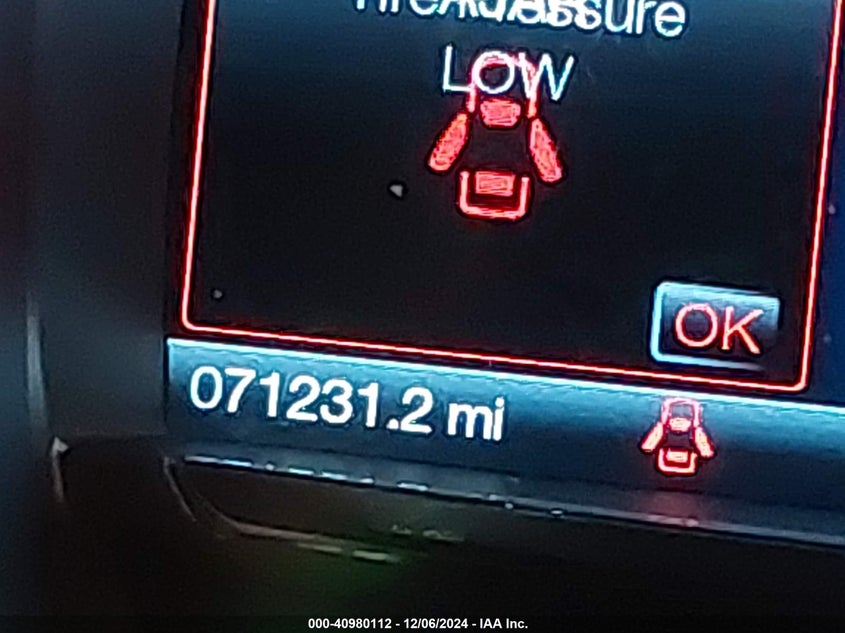 LOW
OK
071231.2 mi
000-40980112 - 12/06/2024 - IAA Inc.